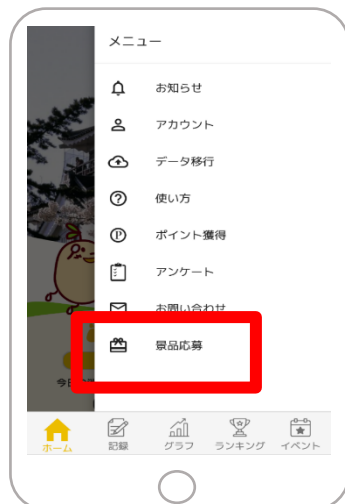 メニュー
お知らせ
アカウント
データ移行
使い方
ポイント獲得
アンケート
お問い合わせ
景品応募
今日
ホーム
記録
グラフ
ランキング
イベント